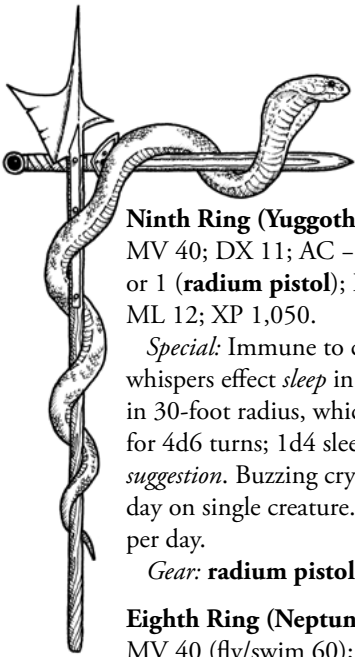 Ninth Ring (Yuggoth
MV 40; DX 11; AC –
or 1 (radium pistol);
ML 12; XP 1,050.
Special: Immune to
whispers effect sleep in
in 30-foot radius, whic
for 4d6 turns; 1d4 slee
suggestion. Buzzing cry
day on single creature.
per day.
Gear: radium pistol
Eighth Ring (Neptun
MV 40 (fly/swim 60);